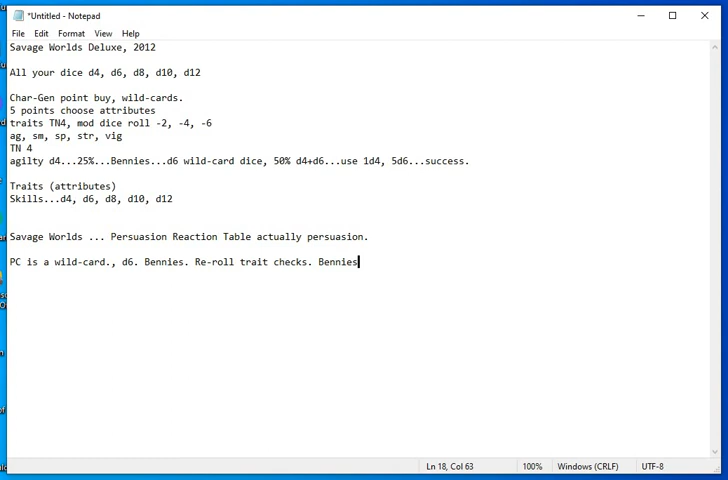 *Untitled - Notepad
File Edit Format View Help
Savage Worlds Deluxe, 2012
All your dice d4, d6, d8, d10, d12
Char-Gen point buy, wild-cards.
5 points choose attributes
traits TN4, mod dice roll -2, -4, -6
ag, sm, sp, str, vig
TN 4
agilty d4...25%...Bennies...d6 wild-card dice, 50% d4+d6...use 1d4, 5d6...success.
Traits (attributes)
Skills...d4, d6, d8, d10, d12
Savage Worlds ... Persuasion Reaction Table actually persuasion.
PC is a wild-card., d6. Bennies. Re-roll trait checks. Bennies
Ln 18, Col 63 100% Windows (CRLF) UTF-8